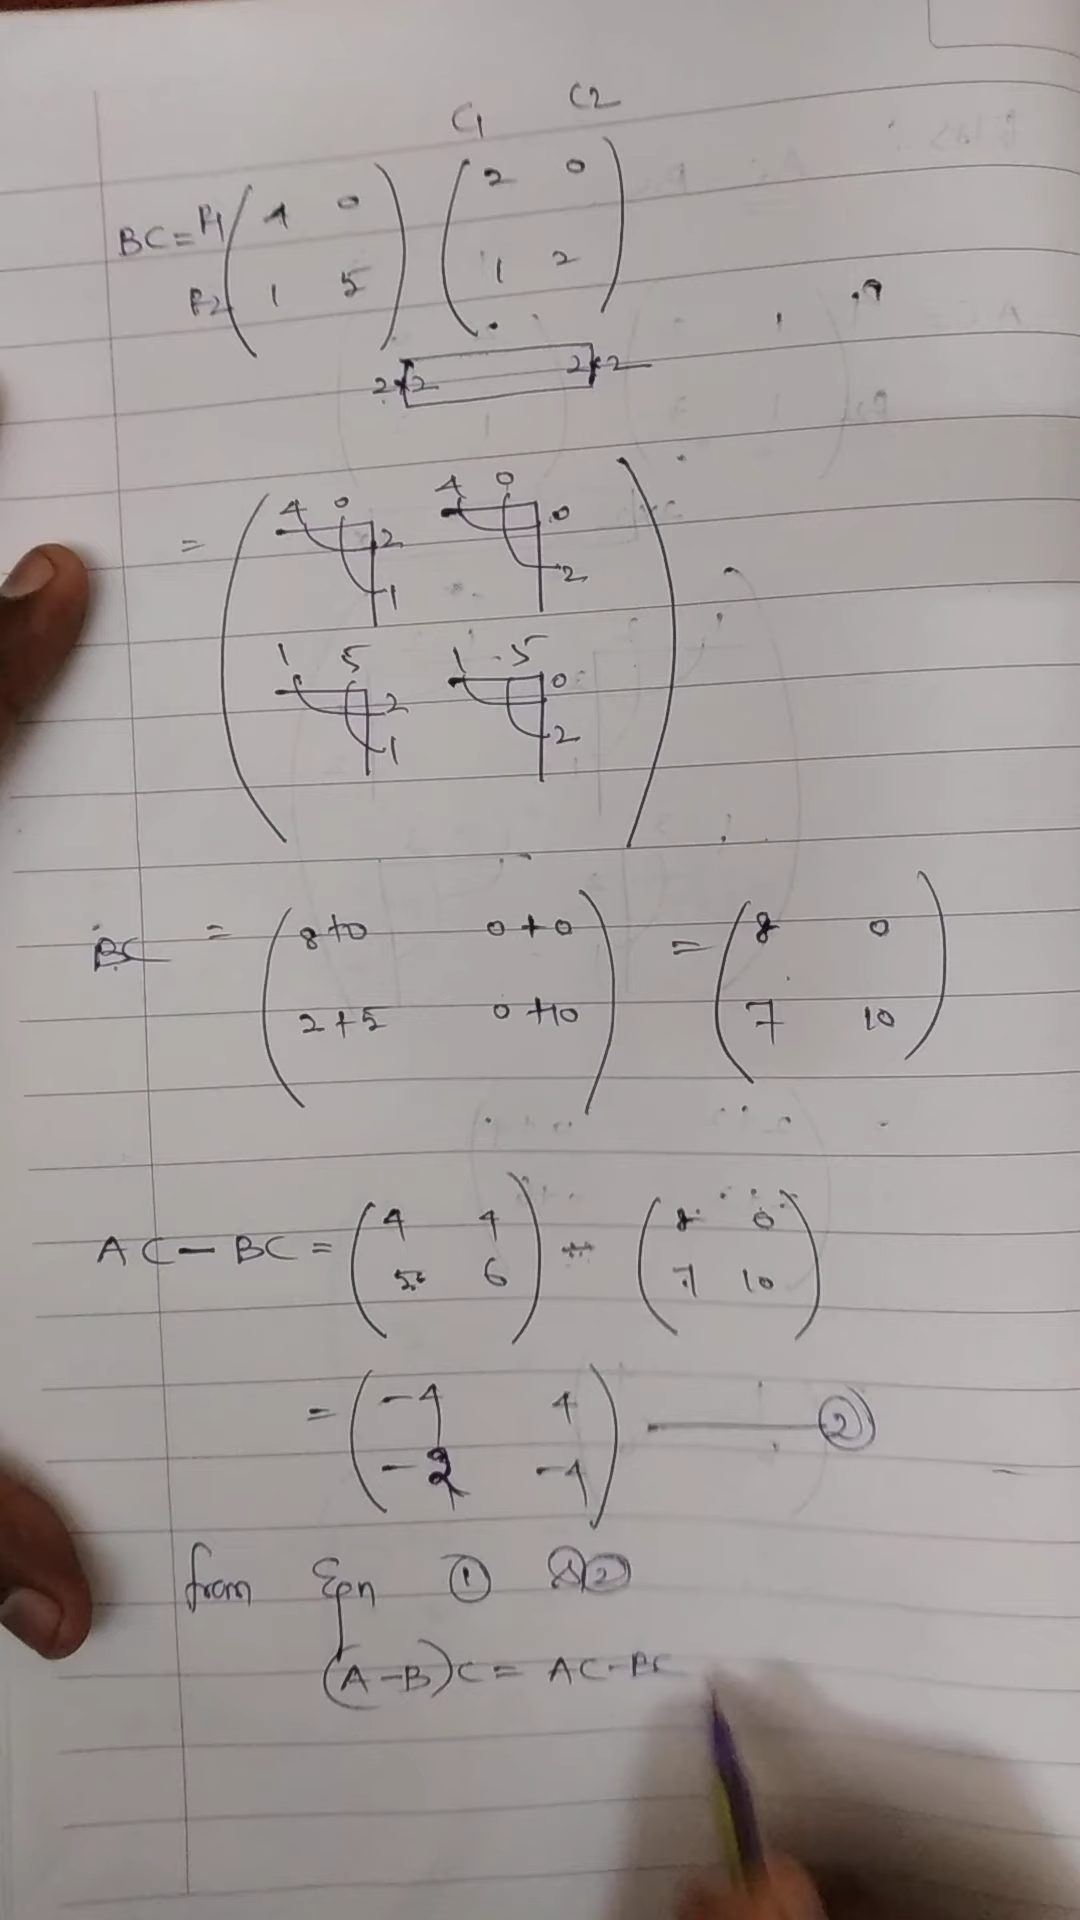 C1 C2
BC = R1 ( 4 0 ) ( 2 0 )
R2 ( 1 5 ) ( 1 2 )
2×2 2×2
= ( 4 0 4 0
2 0
1 2
1 5 1 5
2 0
1 2 )
BC = ( 8+0 0+0 ) = ( 8 0 )
( 2+5 0+10 ) ( 7 10 )
AC - BC = ( 4 4 ) - ( 8 0 )
( 5 6 ) ( 7 10 )
= ( -4 4 ) ②
( -2 -4 )
from Eqn ① & ②
(A-B)C = AC-BC